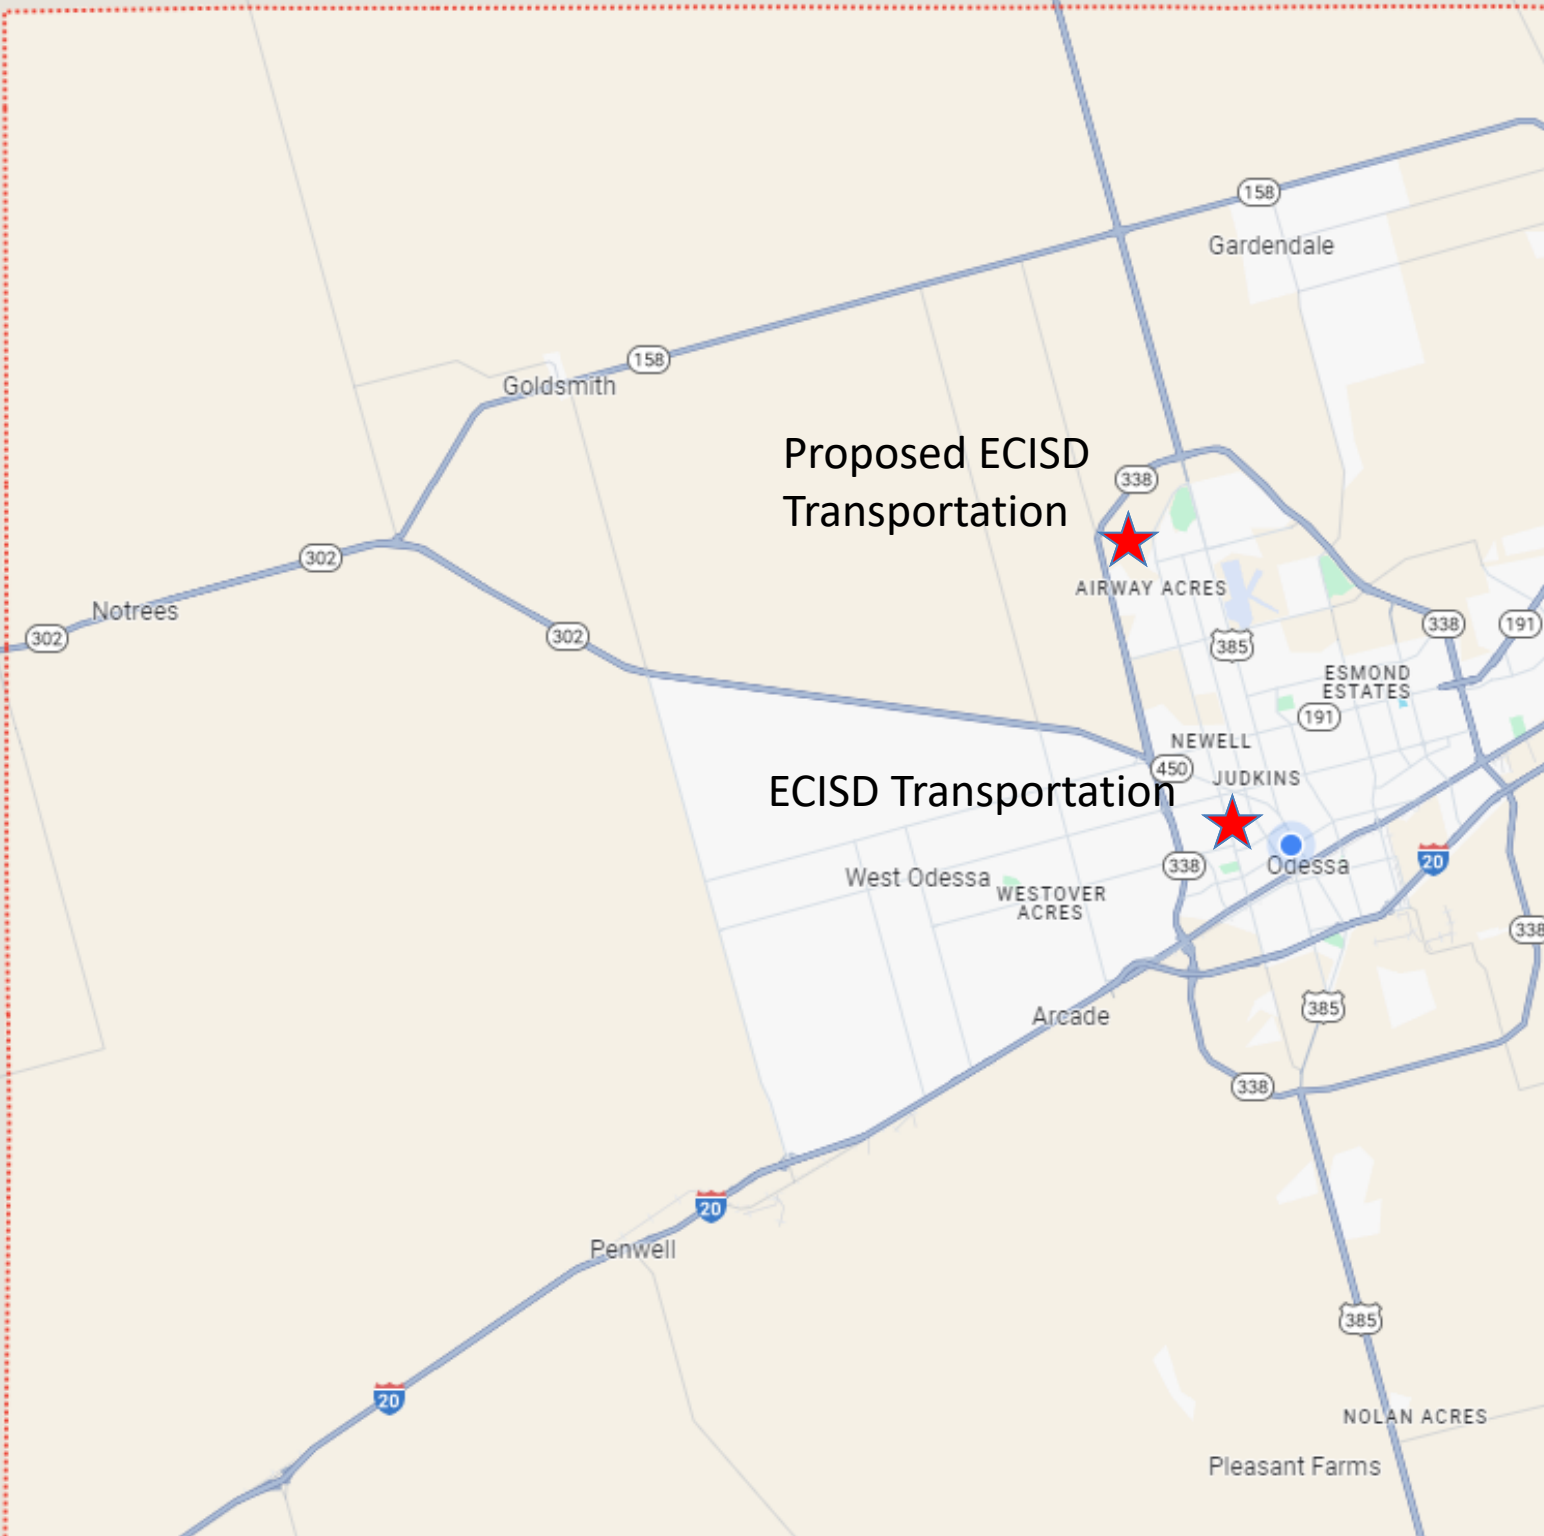 158
Gardendale
158
Goldsmith
Proposed ECISD
Transportation
338
302
Notrees
302
302
AIRWAY ACRES
385
338
191
ESMOND
ESTATES
191
NEWELL
450
JUDKINS
ECISD Transportation
338
Odessa
20
West Odessa
WESTOVER
ACRES
338
385
Arcade
338
20
Penwell
385
20
NOLAN ACRES
Pleasant Farms